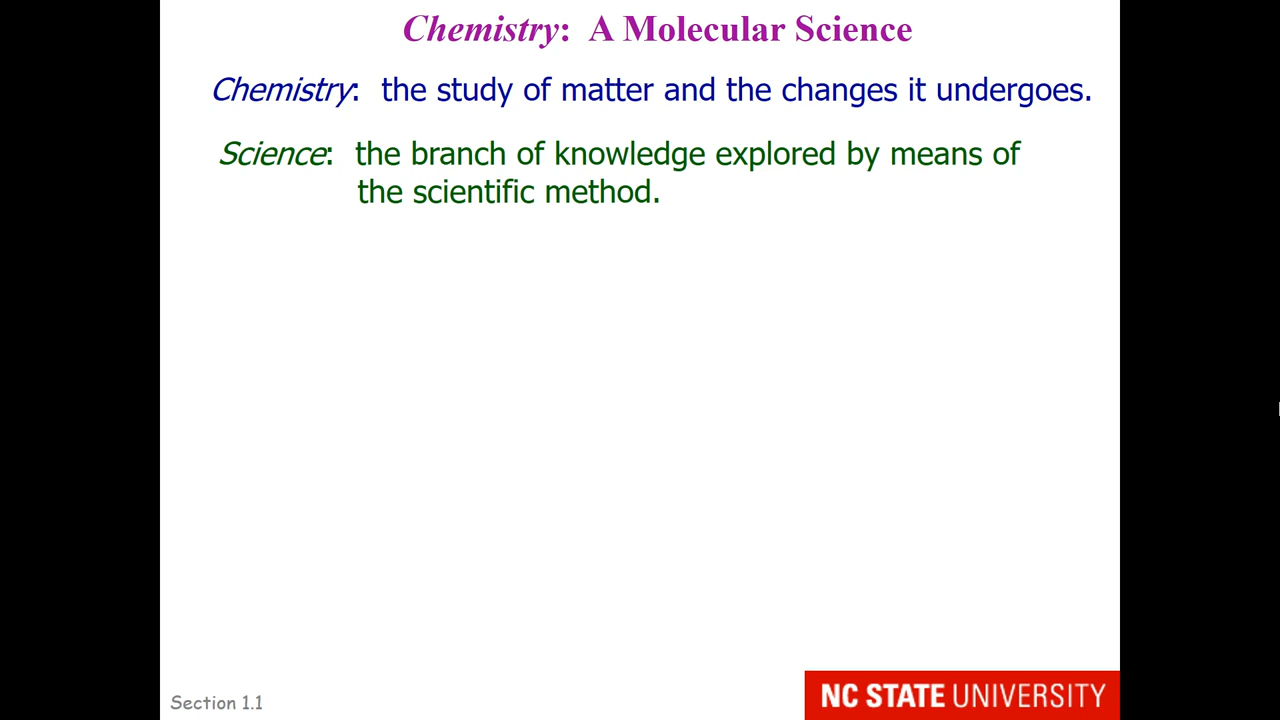 Chemistry: A Molecular Science
Chemistry: the study of matter and the changes it undergoes.
Science: the branch of knowledge explored by means of
the scientific method.
Section 1.1
NC STATE UNIVERSITY